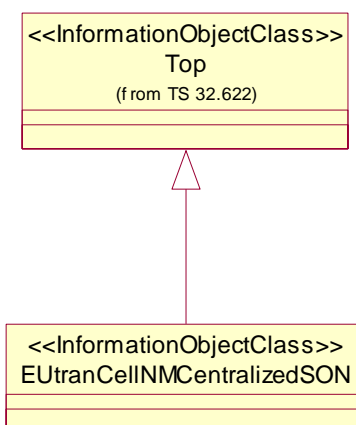 <<InformationObjectClass>>
Top
(from TS 32.622)
<<InformationObjectClass>>
EUtranCellNMCentralizedSON